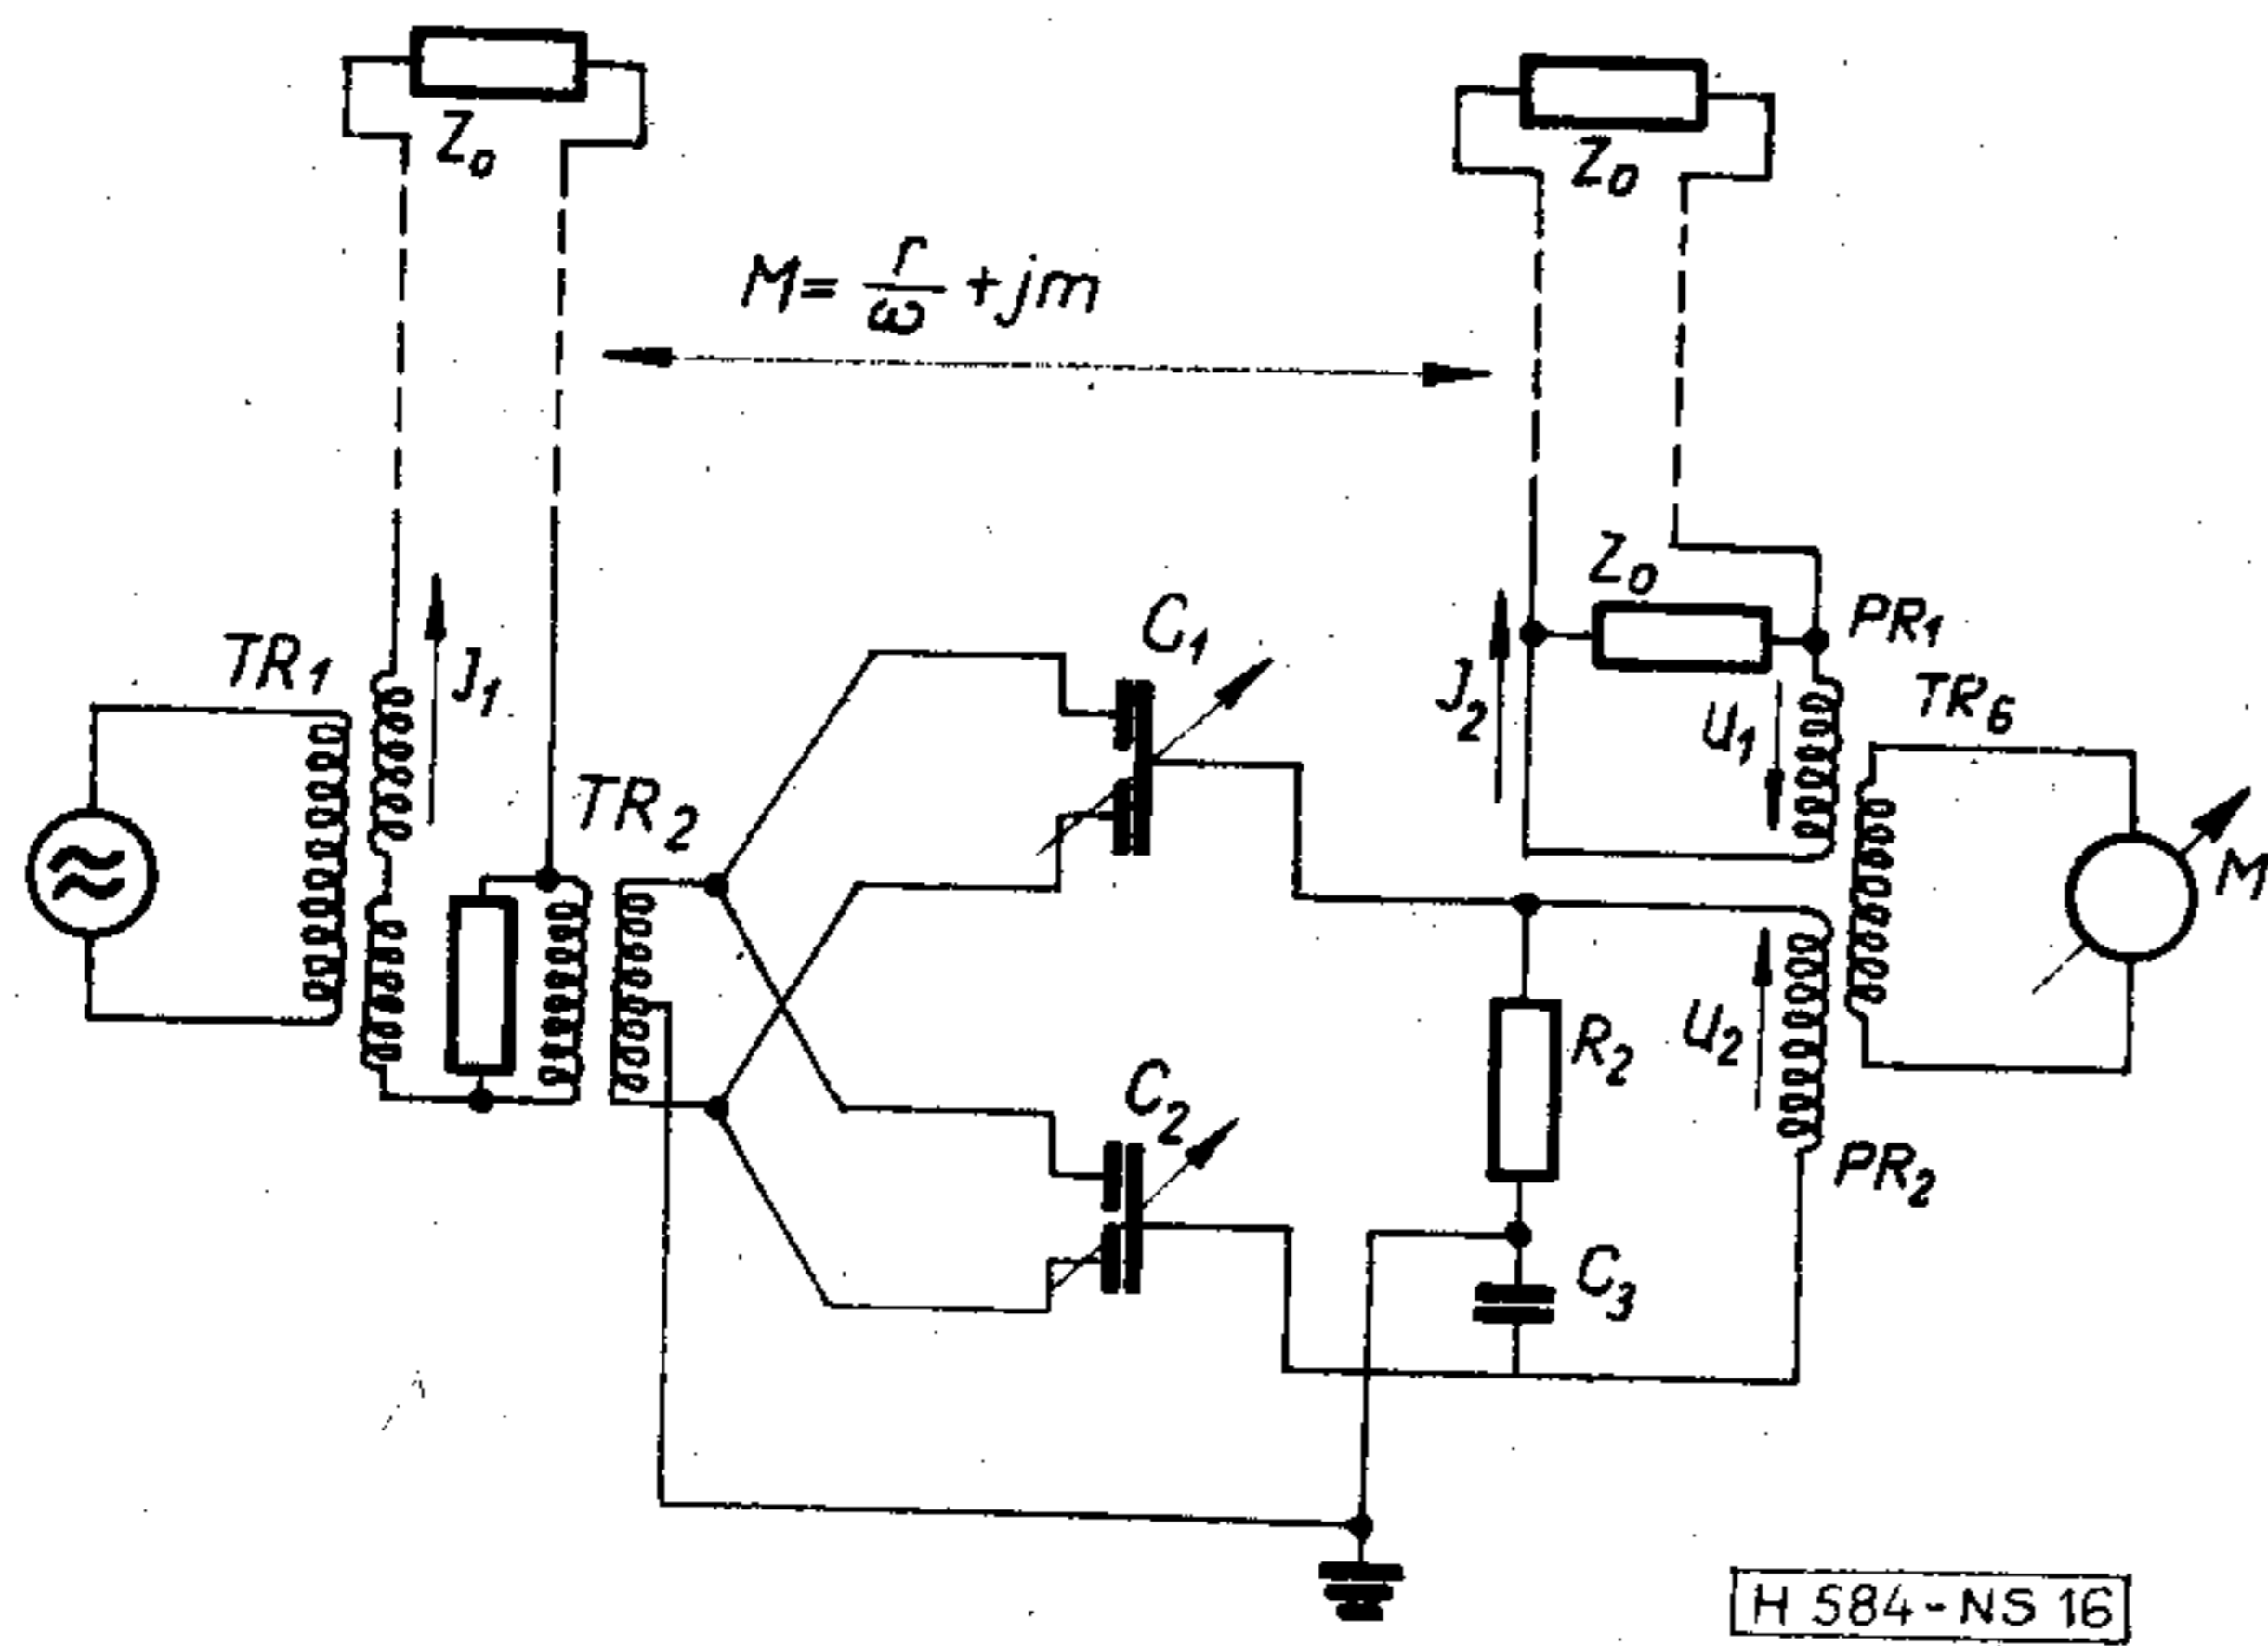 Z₀
Z₀
M = r/ω + jm
Z₀
PR₁
C₁
TR₁
J₁
J₂
U₁
TR₆
TR₂
M
U₂
R₂
C₂
PR₂
C₃
H 584-NS 16